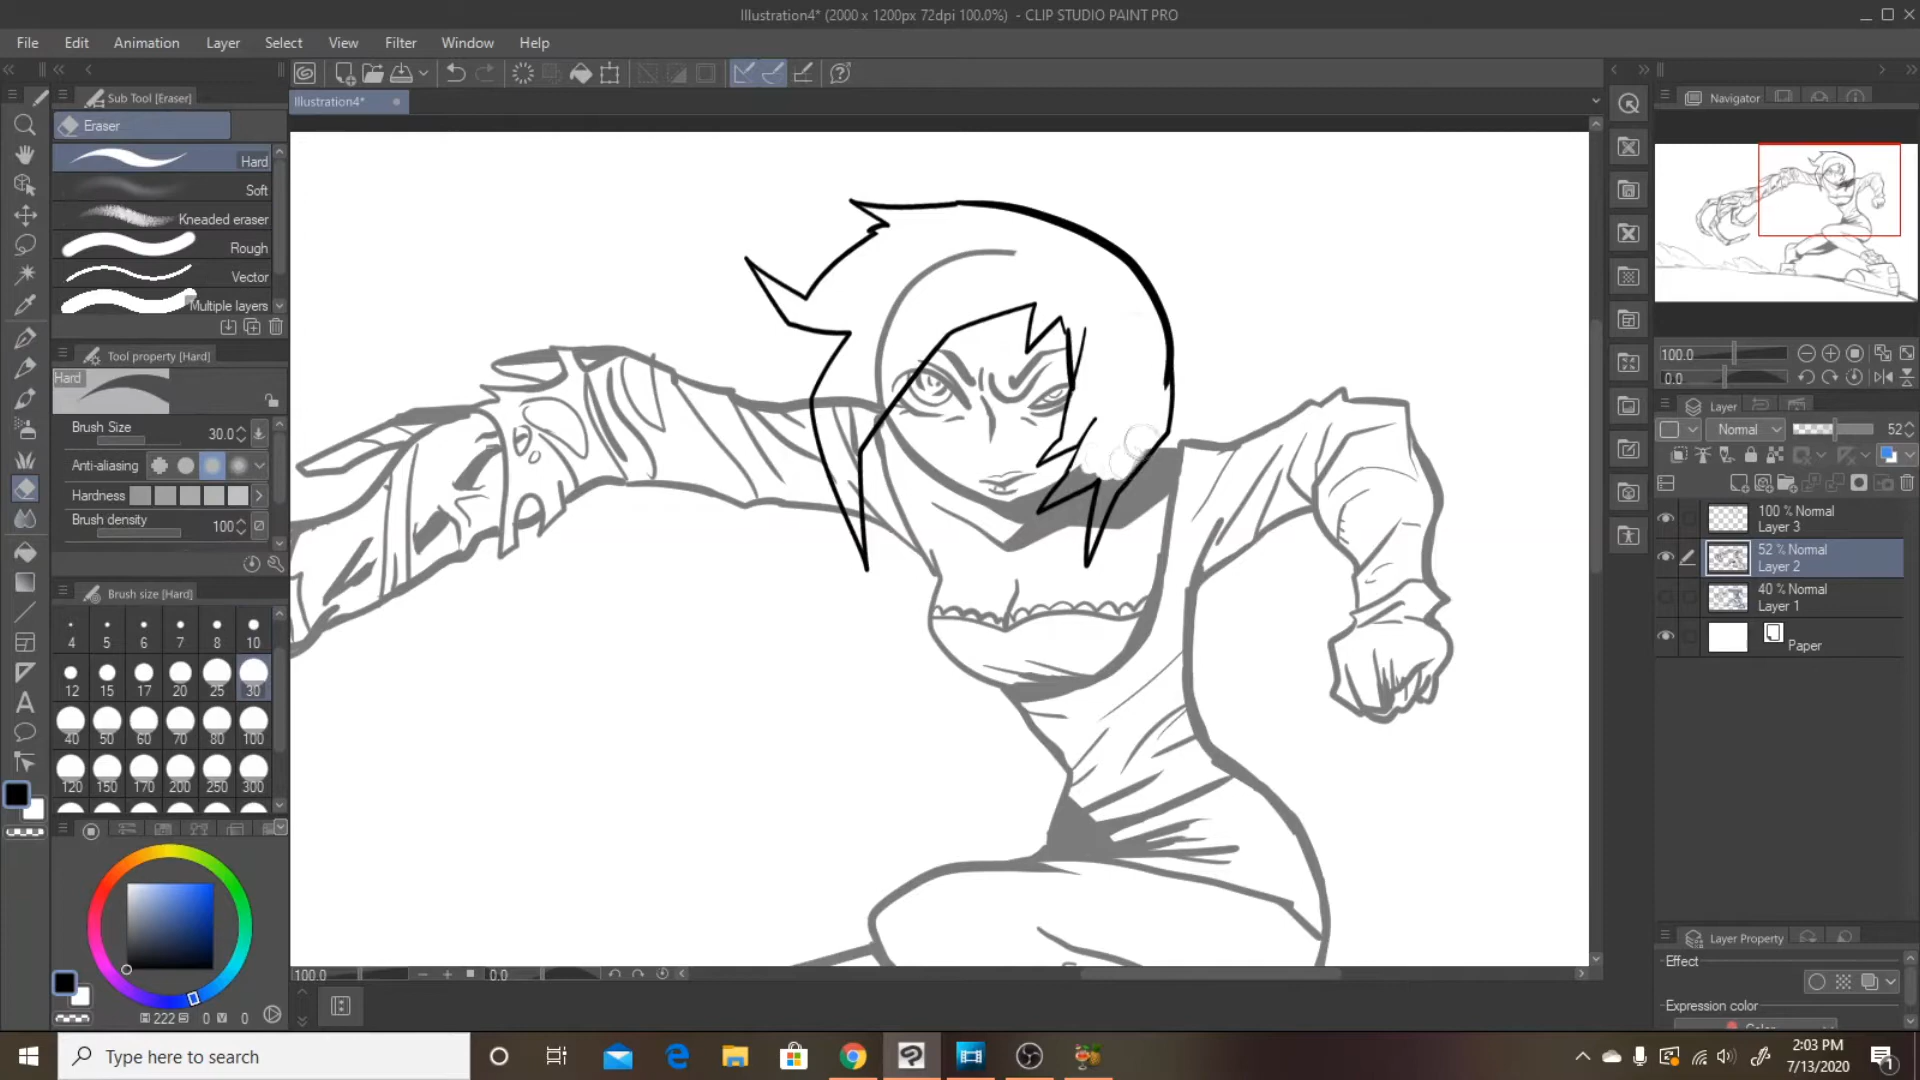 Illustration4* (2000 x 1200px 72dpi 100.0%) - CLIP STUDIO PAINT PRO
File Edit Animation Layer Select View Filter Window Help
Illustration4*
Sub Tool [Eraser]
Eraser
Hard
Soft
Kneaded eraser
Rough
Vector
Multiple layers
Tool property [Hard]
Hard
Brush Size 30.0
Anti-aliasing
Hardness
Brush density 100
Brush size [Hard]
4 5 6 7 8 10
12 15 17 20 25 30
40 50 60 70 80 100
120 150 170 200 250 300
222 0 0
100.0 0.0
Navigator
100.0
0.0
Layer
Normal 52
100 % Normal
Layer 3
52 % Normal
Layer 2
40 % Normal
Layer 1
Paper
Layer Property
Effect
Expression color
Type here to search
2:03 PM
7/13/2020
1